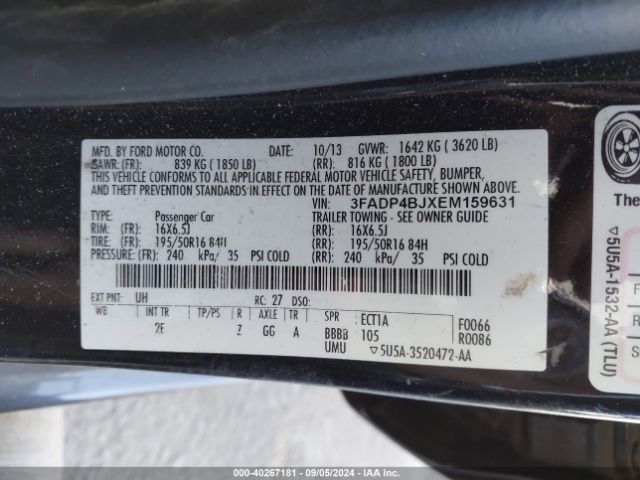 MFD. BY FORD MOTOR CO. DATE: 10/13 GVWR: 1642 KG ( 3620 LB)
GAWR: (FR): 839 KG ( 1850 LB) (RR): 816 KG ( 1800 LB)
THIS VEHICLE CONFORMS TO ALL APPLICABLE FEDERAL MOTOR VEHICLE SAFETY, BUMPER,
AND THEFT PREVENTION STANDARDS IN EFFECT ON THE DATE OF MANUFACTURE SHOWN ABOVE.
VIN: 3FADP4BJXEM159631
TYPE: Passenger Car TRAILER TOWING - SEE OWNER GUIDE
RIM: (FR) 16X6.5J (RR) 16X6.5J
TIRE: (FR) 195/50R16 84H (RR) 195/50R16 84H
PRESSURE: (FR) 240 kPa/ 35 PSI COLD (RR) 240 kPa/ 35 PSI COLD
EXT PNT: UH RC: 27 DSO:
WB INT TR TP/PS R AXLE TR SPR ECT1A F0066
2E Z GG A BBBB 105 R0086
UMU ▽5U5A-3520472-AA
The
▽5U5A-1532-AA (TLU)
F
R
S
000-40267181 - 09/05/2024 - IAA Inc.